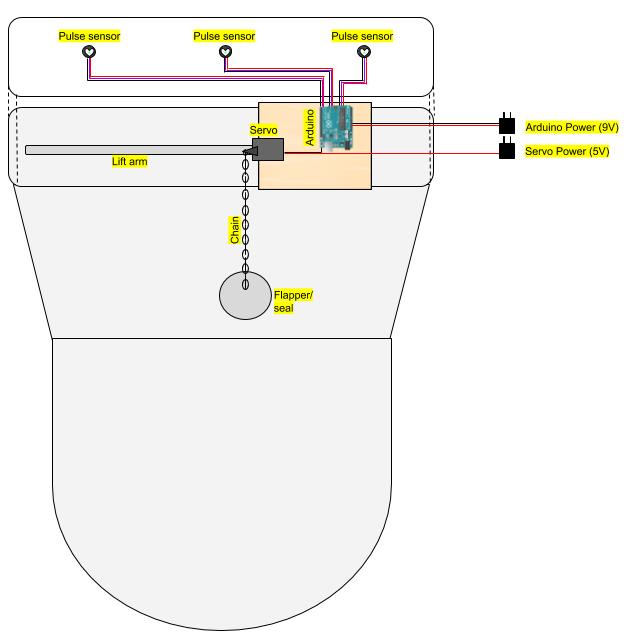 Pulse sensor
Pulse sensor
Pulse sensor
Arduino
Arduino Power (9V)
Servo
Servo Power (5V)
Lift arm
Chain
Flapper/
seal